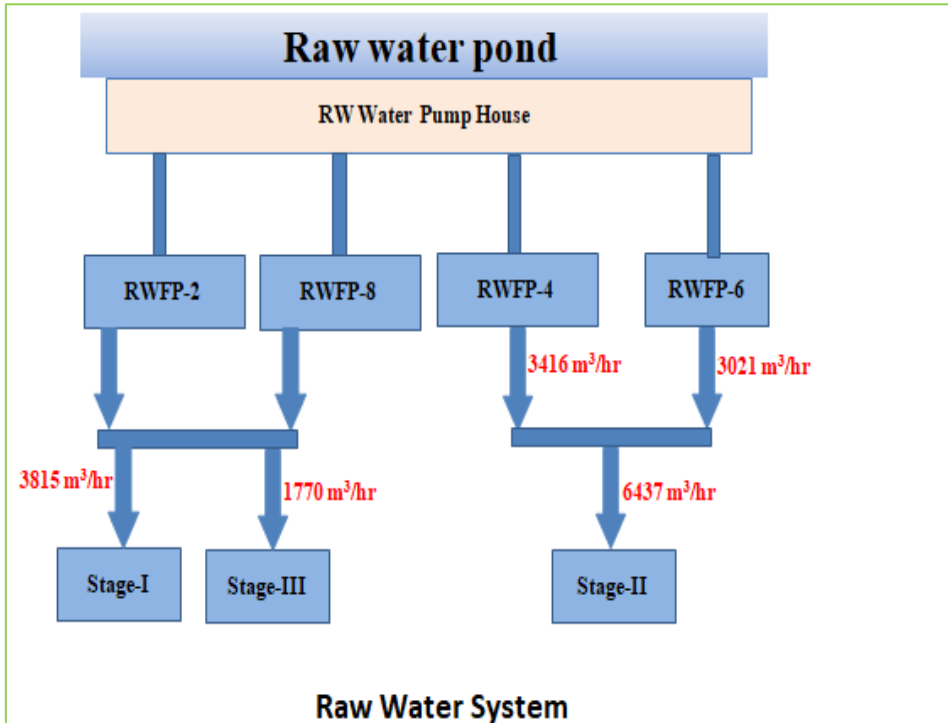 Raw water pond
RW Water Pump House
RWFP-2
RWFP-8
RWFP-4
RWFP-6
3416 m³/hr
3021 m³/hr
3815 m³/hr
1770 m³/hr
6437 m³/hr
Stage-I
Stage-III
Stage-II
Raw Water System